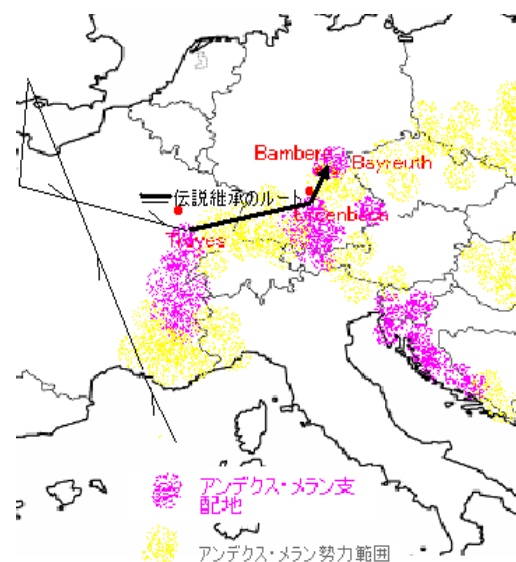 Bamberg
Bayreuth
伝説継承のルート
Eschenbach
Troyes
アンデクス・メラン支
配地
アンデクス・メラン勢力範囲